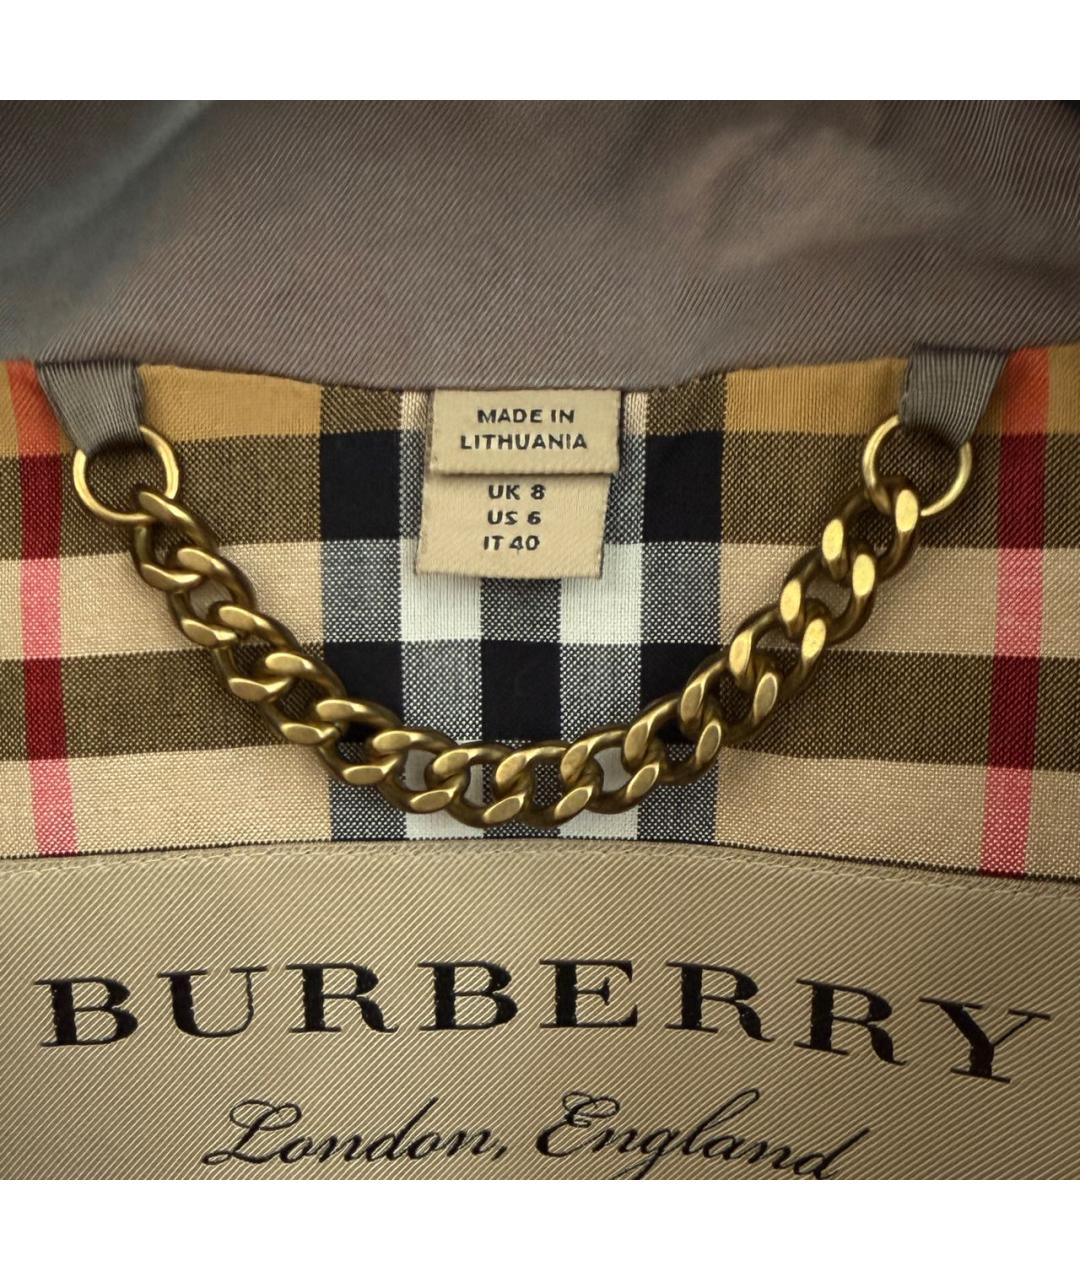 MADE IN
LITHUANIA
UK 8
US 6
IT 40
BURBERRY
London, England